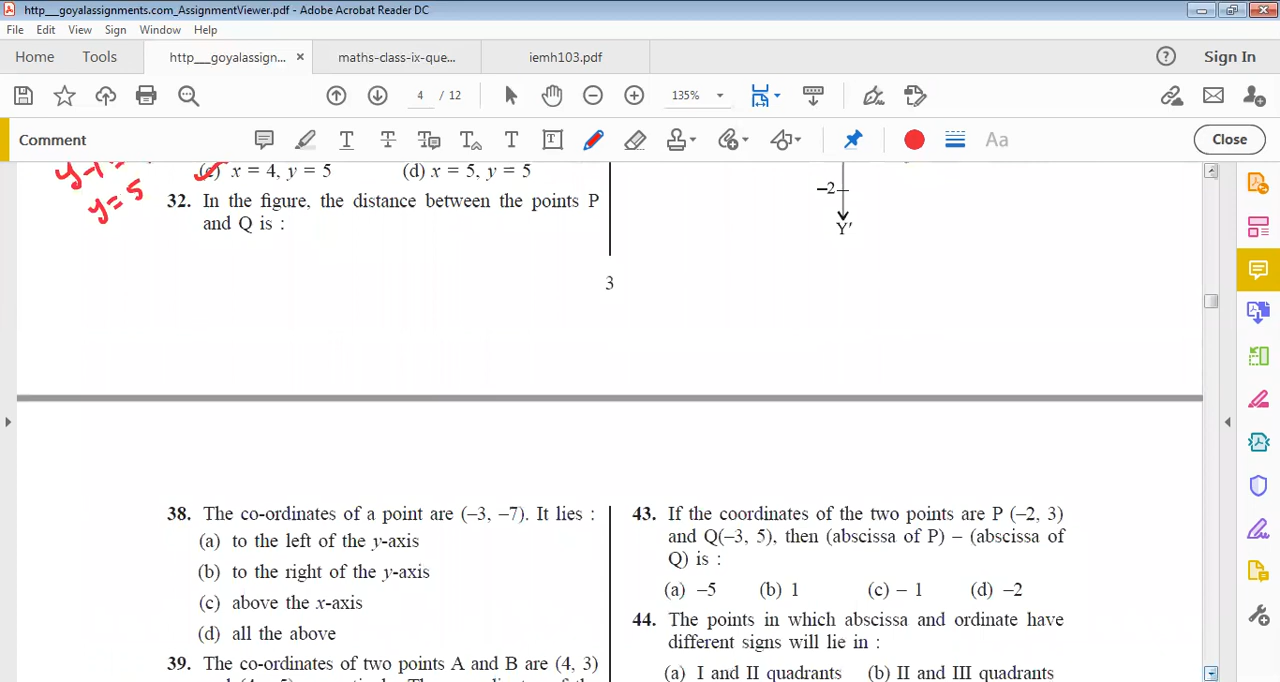 http__goyalassignments.com_AssignmentViewer.pdf - Adobe Acrobat Reader DC
File Edit View Sign Window Help
Home Tools http__goyalassign... × maths-class-ix-que... iemh103.pdf ? Sign In
4 / 12 135%
Comment T T T T T Aa Close
y-1=
y=5
(c) x = 4, y = 5 (d) x = 5, y = 5
32. In the figure, the distance between the points P
and Q is :
–2
Y′
3
38. The co-ordinates of a point are (–3, –7). It lies :
(a) to the left of the y-axis
(b) to the right of the y-axis
(c) above the x-axis
(d) all the above
39. The co-ordinates of two points A and B are (4, 3)
43. If the coordinates of the two points are P (–2, 3)
and Q(–3, 5), then (abscissa of P) – (abscissa of
Q) is :
(a) –5 (b) 1 (c) – 1 (d) –2
44. The points in which abscissa and ordinate have
different signs will lie in :
(a) I and II quadrants (b) II and III quadrants